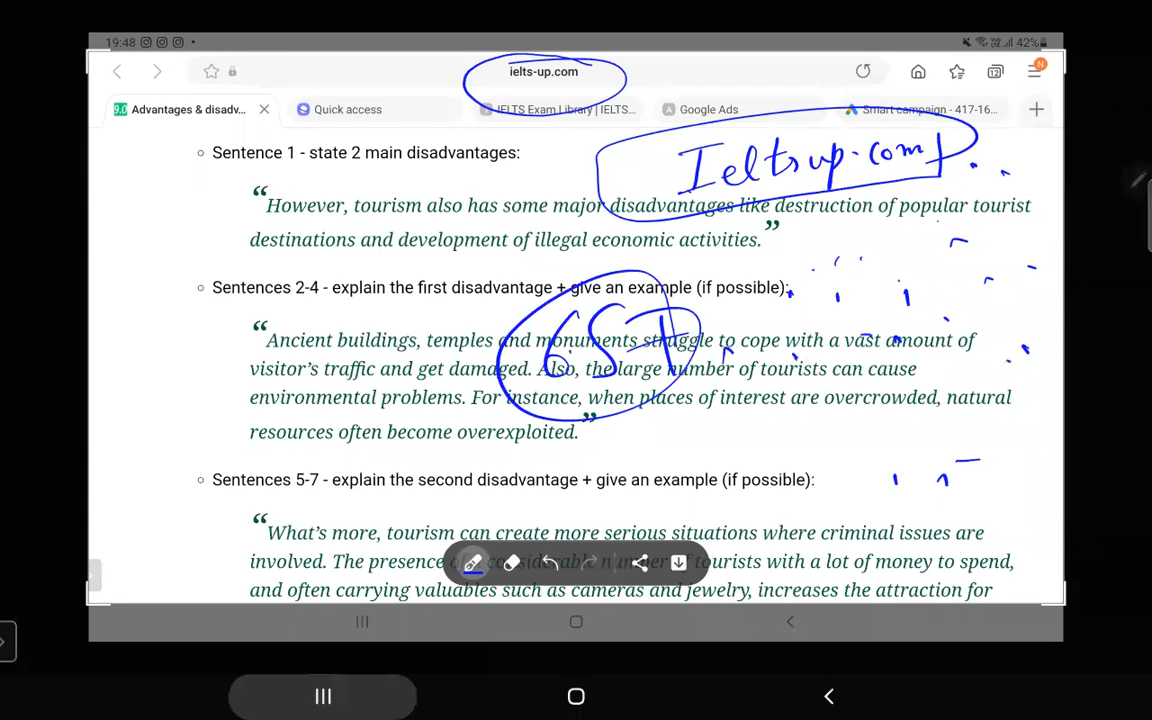 19:48 42%
ielts-up.com
N
9.0 Advantages & disadv... Quick access IELTS Exam Library | IELTS... Google Ads Smart campaign - 417-16...
Sentence 1 - state 2 main disadvantages:
Ieltsup.com
“However, tourism also has some major disadvantages like destruction of popular tourist
destinations and development of illegal economic activities.”
Sentences 2-4 - explain the first disadvantage + give an example (if possible):
“Ancient buildings, temples and monuments struggle to cope with a vast amount of
visitor’s traffic and get damaged. Also, the large number of tourists can cause
environmental problems. For instance, when places of interest are overcrowded, natural
resources often become overexploited.”
Sentences 5-7 - explain the second disadvantage + give an example (if possible):
“What’s more, tourism can create more serious situations where criminal issues are
involved. The presence of a considerable number of tourists with a lot of money to spend,
and often carrying valuables such as cameras and jewelry, increases the attraction for